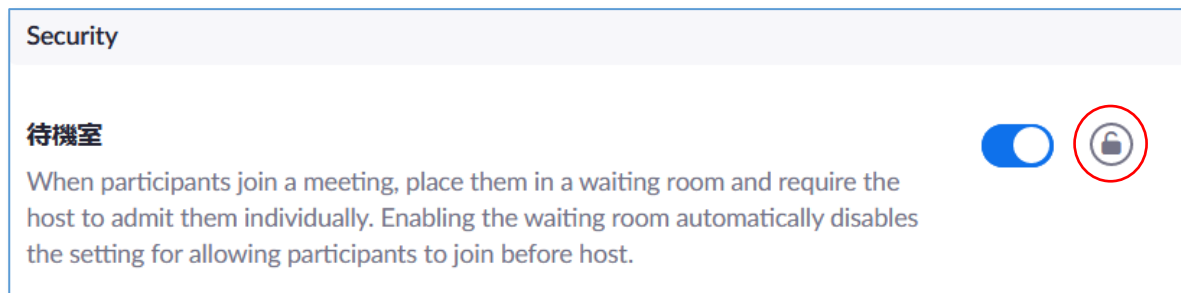 Security
待機室
When participants join a meeting, place them in a waiting room and require the
host to admit them individually. Enabling the waiting room automatically disables
the setting for allowing participants to join before host.